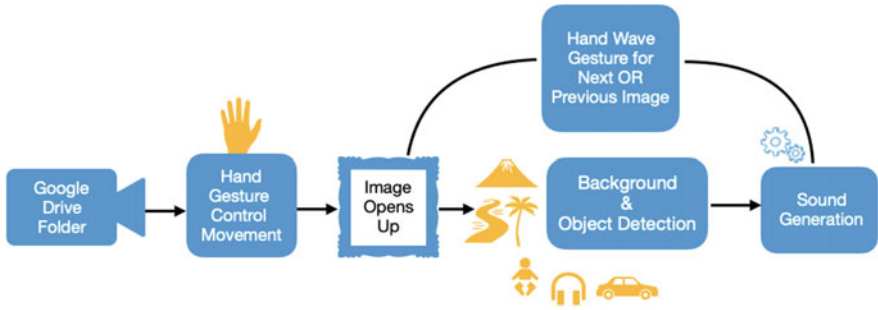 Hand Wave
Gesture for
Next OR
Previous Image
Google
Drive
Folder
Hand
Gesture
Control
Movement
Image
Opens
Up
Background
&
Object Detection
Sound
Generation